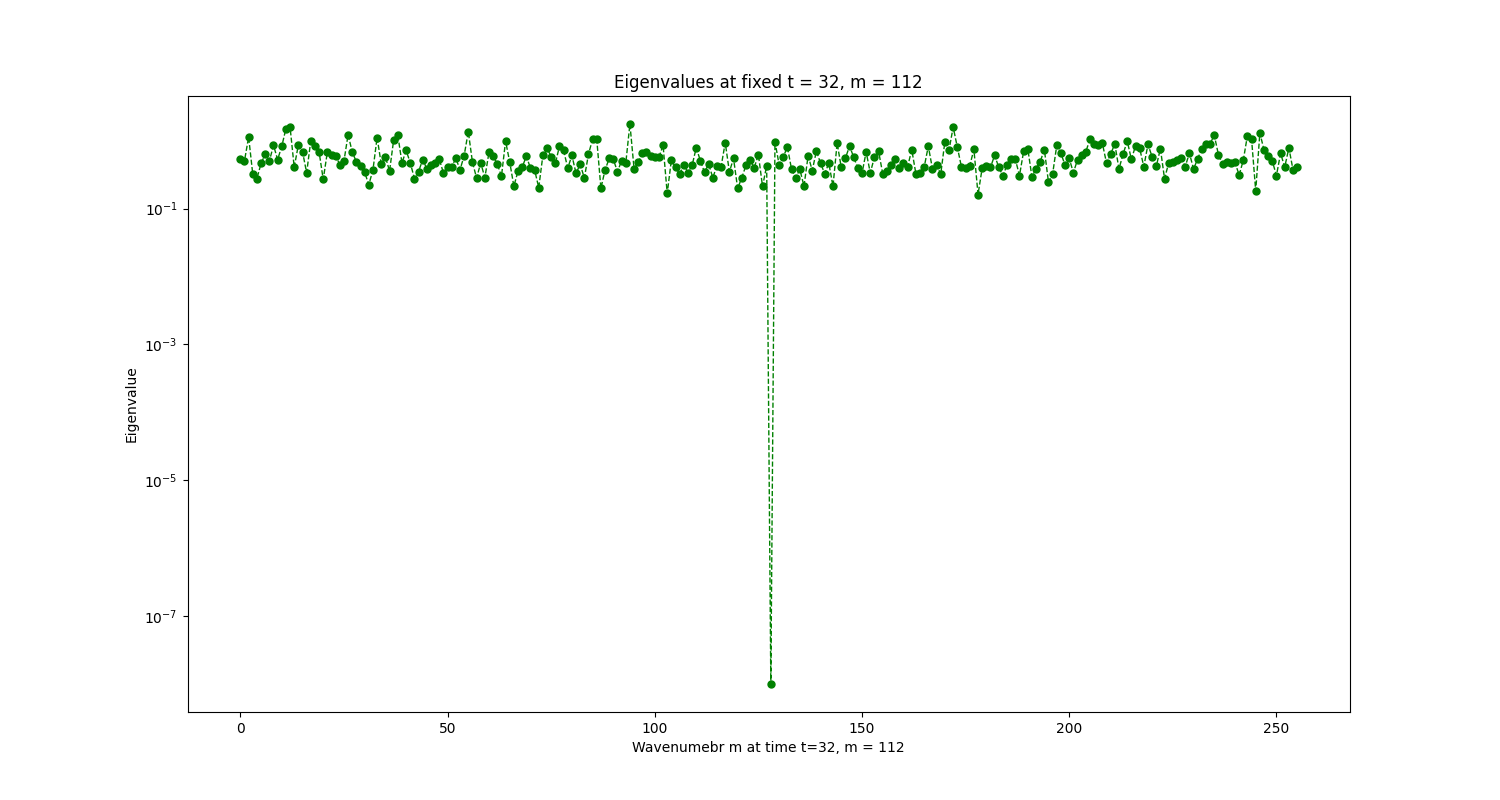 Eigenvalues at fixed t = 32, m = 112
Eigenvalue
10⁻¹
10⁻³
10⁻⁵
10⁻⁷
0 50 100 150 200 250
Wavenumebr m at time t=32, m = 112